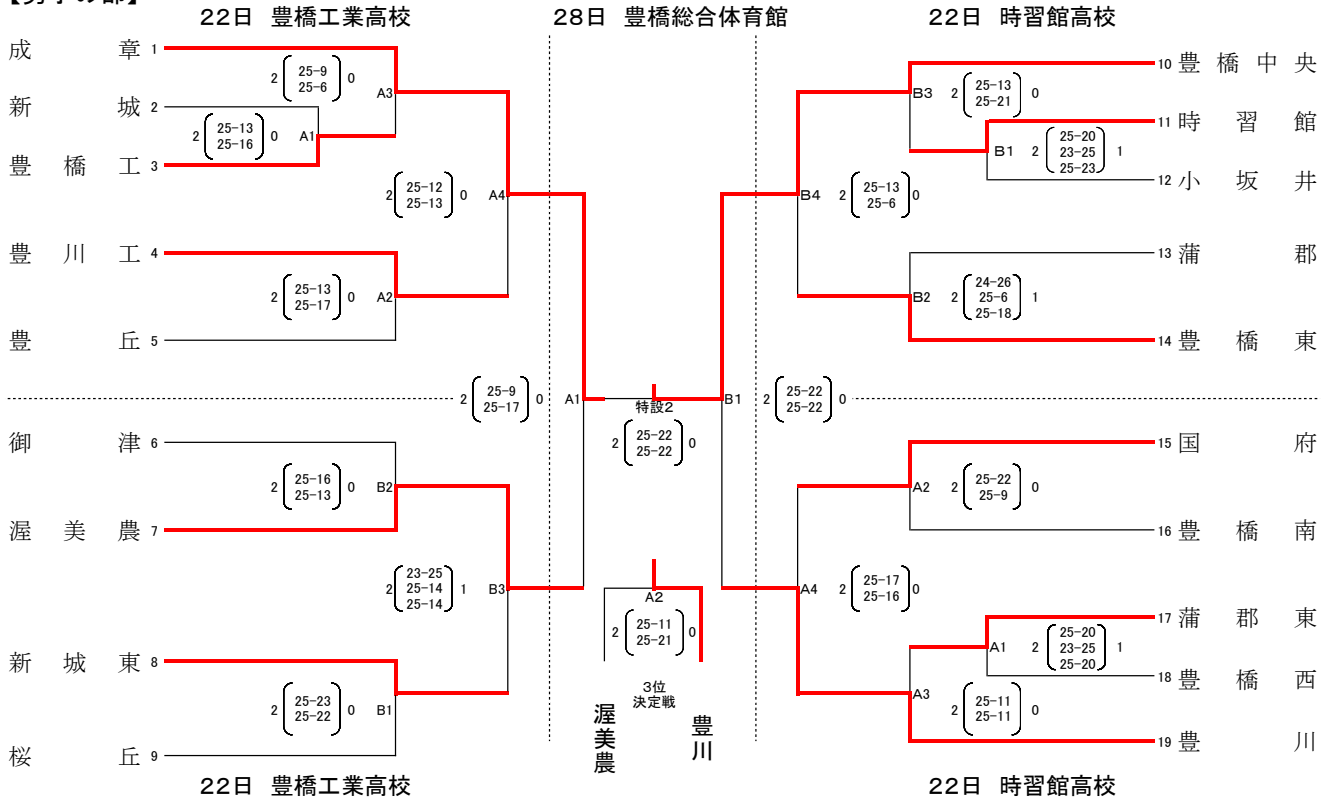 22日 豊橋工業高校
28日 豊橋総合体育館
22日 時習館高校
成章 1
新城 2
豊橋工 3
豊川工 4
豊丘 5
御津 6
渥美農 7
新城東 8
桜丘 9
2 25-9 25-6 0 A3
2 25-13 25-16 0 A1
2 25-12 25-13 0 A4
2 25-13 25-17 0 A2
2 25-9 25-17 0 A1
2 25-16 25-13 0 B2
2 23-25 25-14 25-14 1 B3
2 25-23 25-22 0 B1
特設2
2 25-22 25-22 0
A2
2 25-11 25-21 0
3位
決定戦
渥美農
豊川
10 豊橋中央
11 時習館
12 小坂井
13 蒲郡
14 豊橋東
15 国府
16 豊橋南
17 蒲郡東
18 豊橋西
19 豊川
B3 2 25-13 25-21 0
B1 2 25-20 23-25 25-23 1
B4 2 25-13 25-6 0
B2 2 24-26 25-6 25-18 1
B1 2 25-22 25-22 0
A2 2 25-22 25-9 0
A4 2 25-17 25-16 0
A1 2 25-20 23-25 25-20 1
A3 2 25-11 25-11 0
22日 豊橋工業高校
22日 時習館高校